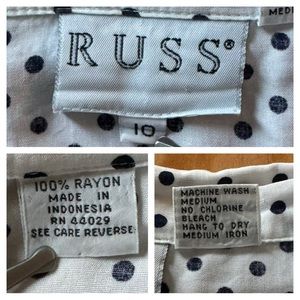 MEDI
RUSS®
10
100% RAYON
MADE IN
INDONESIA
RN 44029
SEE CARE REVERSE
MACHINE WASH
MEDIUM
NO CHLORINE
BLEACH
HANG TO DRY
MEDIUM IRON